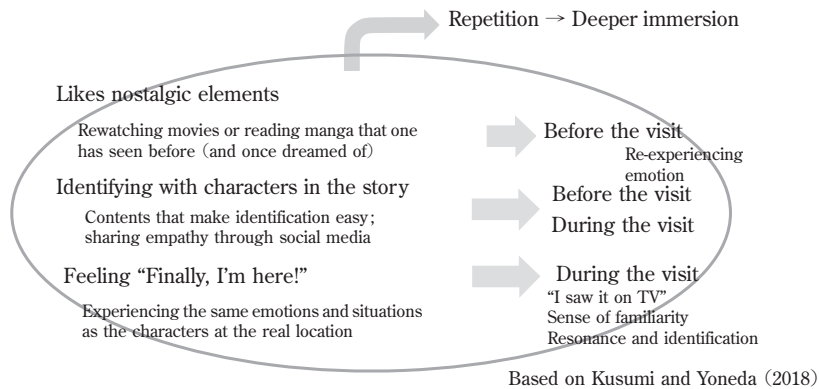 Repetition → Deeper immersion
Likes nostalgic elements
Rewatching movies or reading manga that one
has seen before (and once dreamed of)
Before the visit
Re-experiencing
emotion
Identifying with characters in the story
Contents that make identification easy;
sharing empathy through social media
Before the visit
During the visit
Feeling “Finally, I’m here!”
Experiencing the same emotions and situations
as the characters at the real location
During the visit
“I saw it on TV”
Sense of familiarity
Resonance and identification
Based on Kusumi and Yoneda (2018)